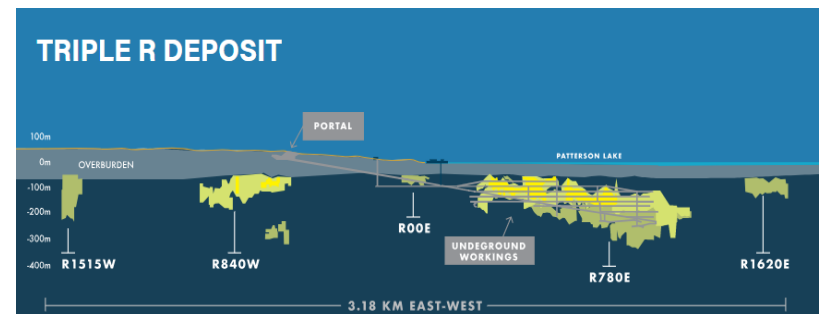 TRIPLE R DEPOSIT
PORTAL
100m
0m
OVERBURDEN
PATTERSON LAKE
-100m
-200m
-300m
-400m
R00E
UNDEGROUND
WORKINGS
R1515W
R840W
R780E
R1620E
3.18 KM EAST-WEST